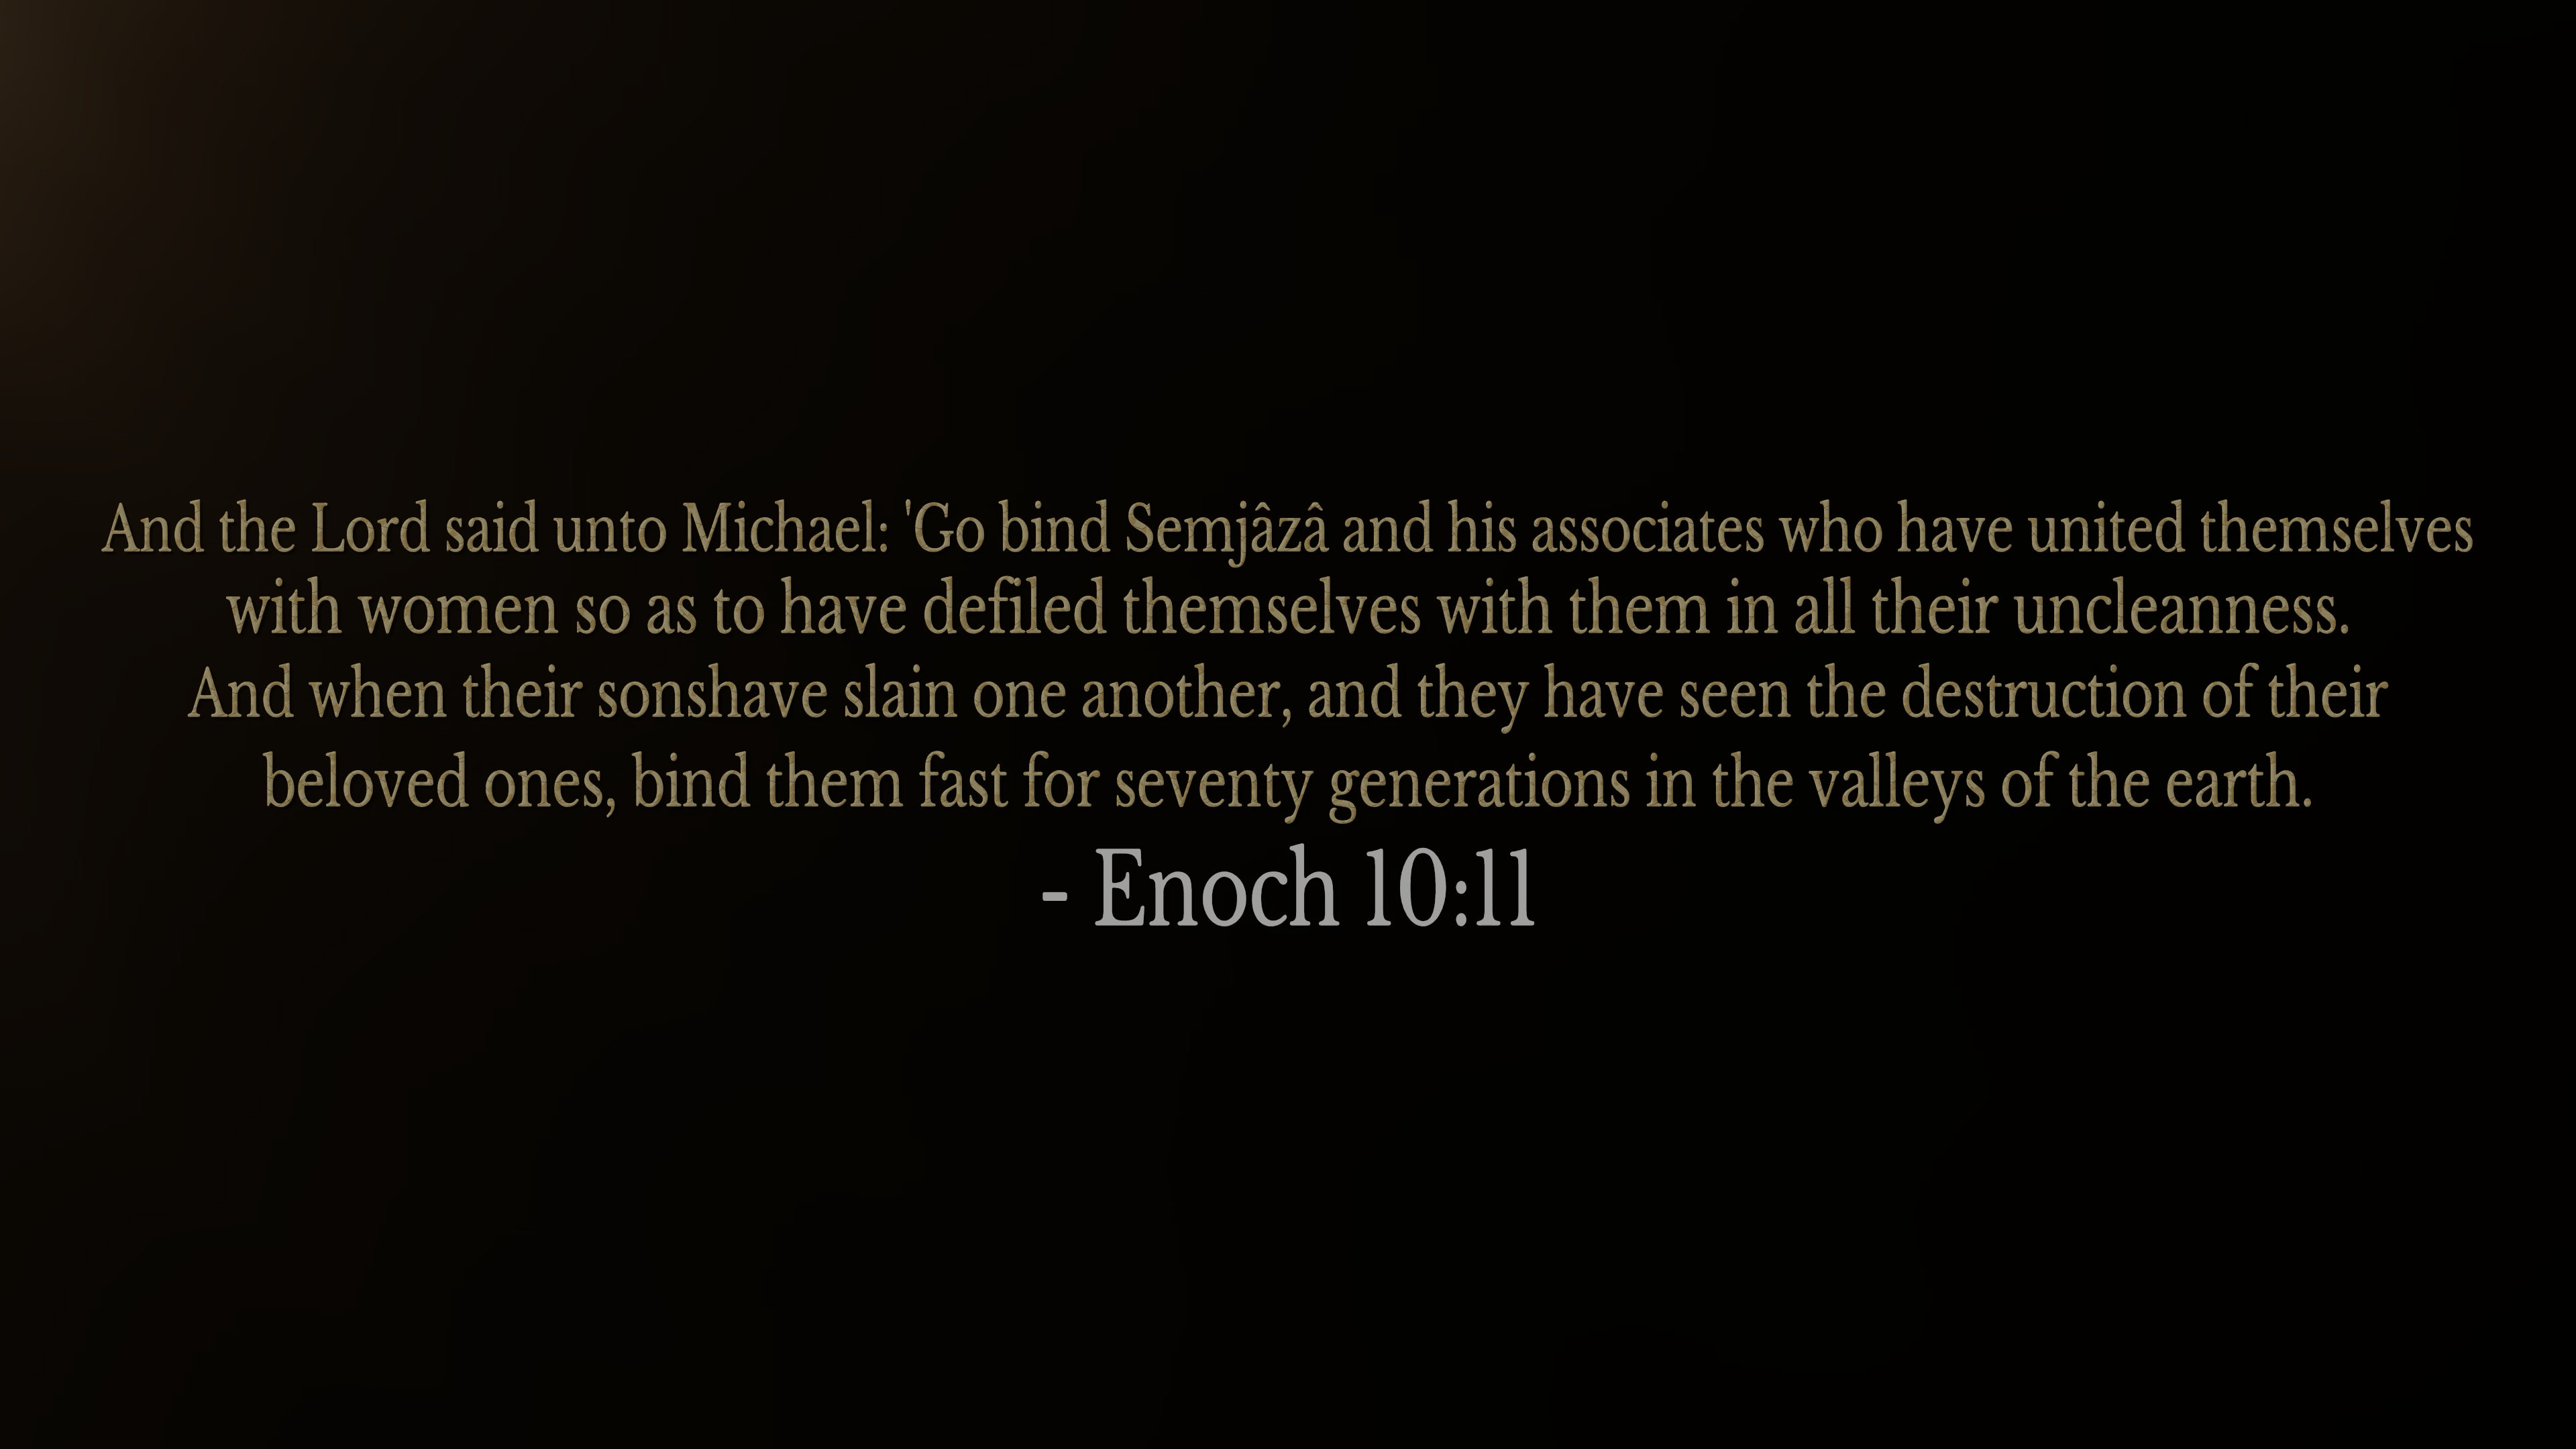 And the Lord said unto Michael: 'Go bind Semjâzâ and his associates who have united themselves
with women so as to have defiled themselves with them in all their uncleanness.
And when their sonshave slain one another, and they have seen the destruction of their
beloved ones, bind them fast for seventy generations in the valleys of the earth.
- Enoch 10:11